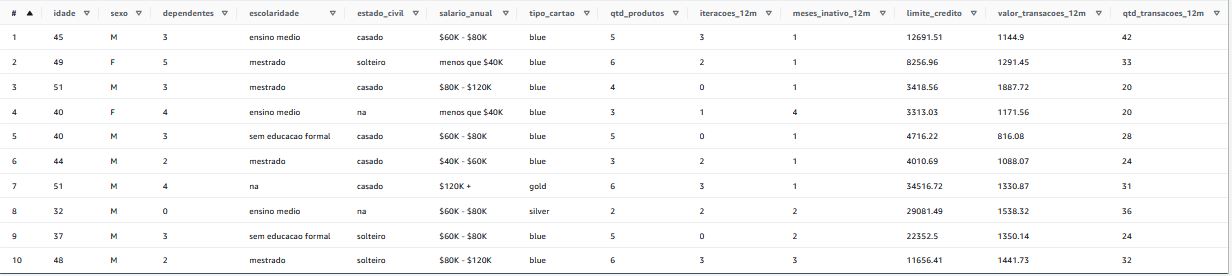 # idade sexo dependentes escolaridade estado_civil salario_anual tipo_cartao qtd_produtos iteracoes_12m meses_inativo_12m limite_credito valor_transacoes_12m qtd_transacoes_12m
1 45 M 3 ensino medio casado $60K - $80K blue 5 3 1 12691.51 1144.9 42
2 49 F 5 mestrado solteiro menos que $40K blue 6 2 1 8256.96 1291.45 33
3 51 M 3 mestrado casado $80K - $120K blue 4 0 1 3418.56 1887.72 20
4 40 F 4 ensino medio na menos que $40K blue 3 1 4 3313.03 1171.56 20
5 40 M 3 sem educacao formal casado $60K - $80K blue 5 0 1 4716.22 816.08 28
6 44 M 2 mestrado casado $40K - $60K blue 3 2 1 4010.69 1088.07 24
7 51 M 4 na casado $120K + gold 6 3 1 34516.72 1330.87 31
8 32 M 0 ensino medio na $60K - $80K silver 2 2 2 29081.49 1538.32 36
9 37 M 3 sem educacao formal solteiro $60K - $80K blue 5 0 2 22352.5 1350.14 24
10 48 M 2 mestrado solteiro $80K - $120K blue 6 3 3 11656.41 1441.73 32